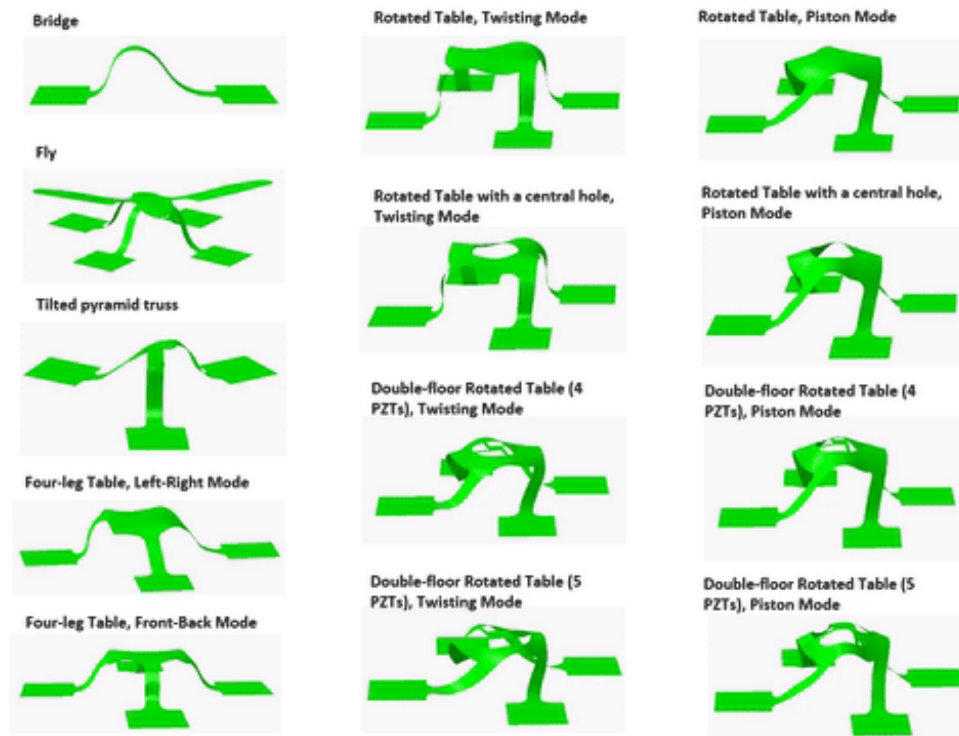 Bridge
Fly
Tilted pyramid truss
Four-leg Table, Left-Right Mode
Four-leg Table, Front-Back Mode
Rotated Table, Twisting Mode
Rotated Table with a central hole,
Twisting Mode
Double-floor Rotated Table (4
PZTs), Twisting Mode
Double-floor Rotated Table (5
PZTs), Twisting Mode
Rotated Table, Piston Mode
Rotated Table with a central hole,
Piston Mode
Double-floor Rotated Table (4
PZTs), Piston Mode
Double-floor Rotated Table (5
PZTs), Piston Mode